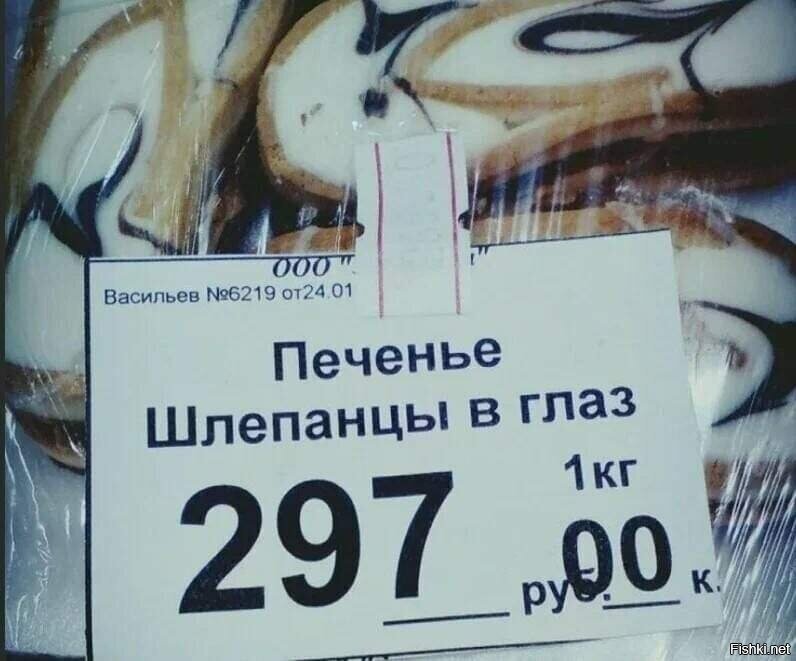 ООО "
Васильев №6219 от24.01
Печенье
Шлепанцы в глаз
1кг
297 руб. 00 к.
Fishki.net